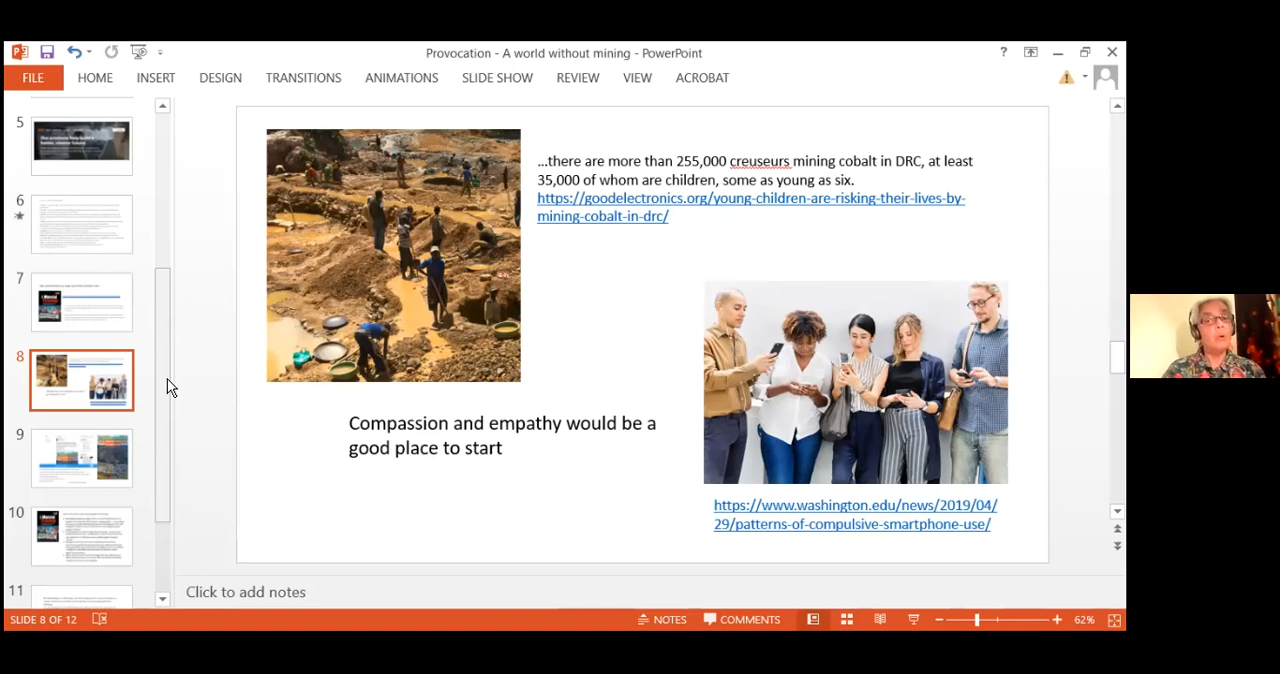 Provocation - A world without mining - PowerPoint
?
FILE
HOME
INSERT
DESIGN
TRANSITIONS
ANIMATIONS
SLIDE SHOW
REVIEW
VIEW
ACROBAT
5
6
7
8
9
10
11
...there are more than 255,000 creuseurs mining cobalt in DRC, at least
35,000 of whom are children, some as young as six.
https://goodelectronics.org/young-children-are-risking-their-lives-by-
mining-cobalt-in-drc/
Compassion and empathy would be a
good place to start
https://www.washington.edu/news/2019/04/
29/patterns-of-compulsive-smartphone-use/
Click to add notes
SLIDE 8 OF 12
NOTES
COMMENTS
62%